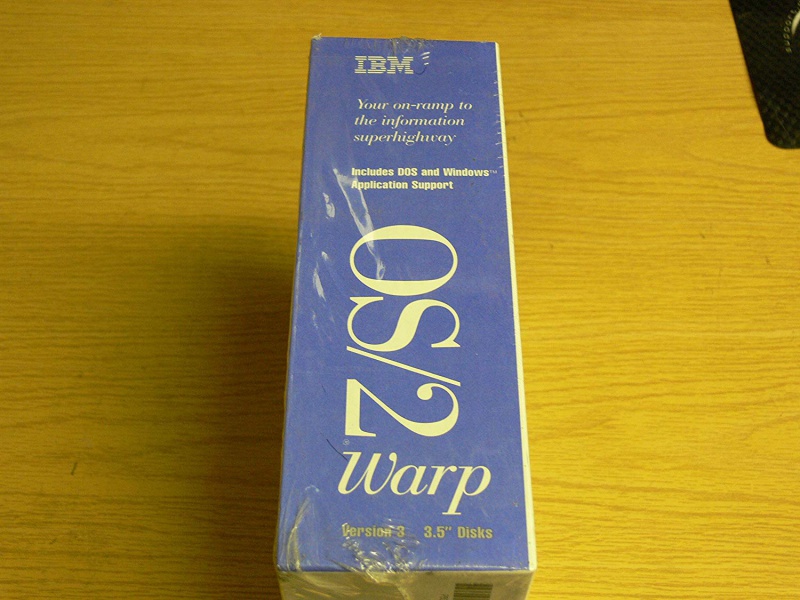 IBM
Your on-ramp to
the information
superhighway
Includes DOS and Windows™
Application Support
OS/2®
Warp
Version 3 3.5" Disks